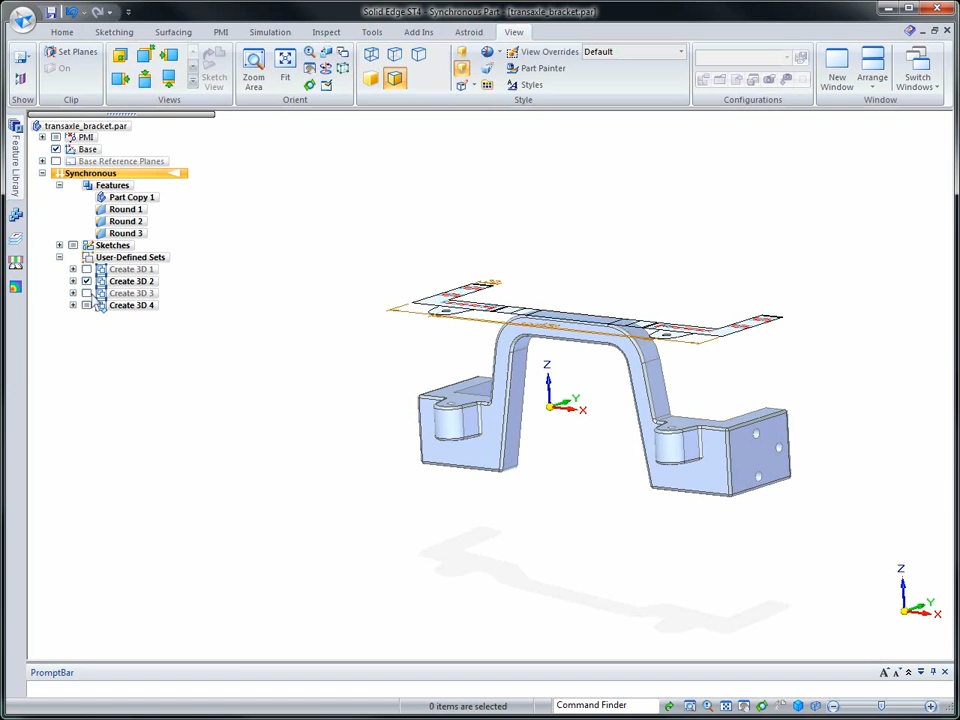 Solid Edge ST4 - Synchronous Part - [transaxle_bracket.par]
Home Sketching Surfacing PMI Simulation Inspect Tools Add Ins Astroid View
Set Planes
On
Show
Clip
Sketch View
Views
Zoom Area
Fit
Orient
View Overrides Default
Part Painter
Styles
Style
Configurations
New Window
Arrange
Switch Windows
Window
Feature Library
transaxle_bracket.par
PMI
Base
Base Reference Planes
Synchronous
Features
Part Copy 1
Round 1
Round 2
Round 3
Sketches
User-Defined Sets
Create 3D 1
Create 3D 2
Create 3D 3
Create 3D 4
Z
Y
X
Z
Y
X
PromptBar
0 items are selected
Command Finder